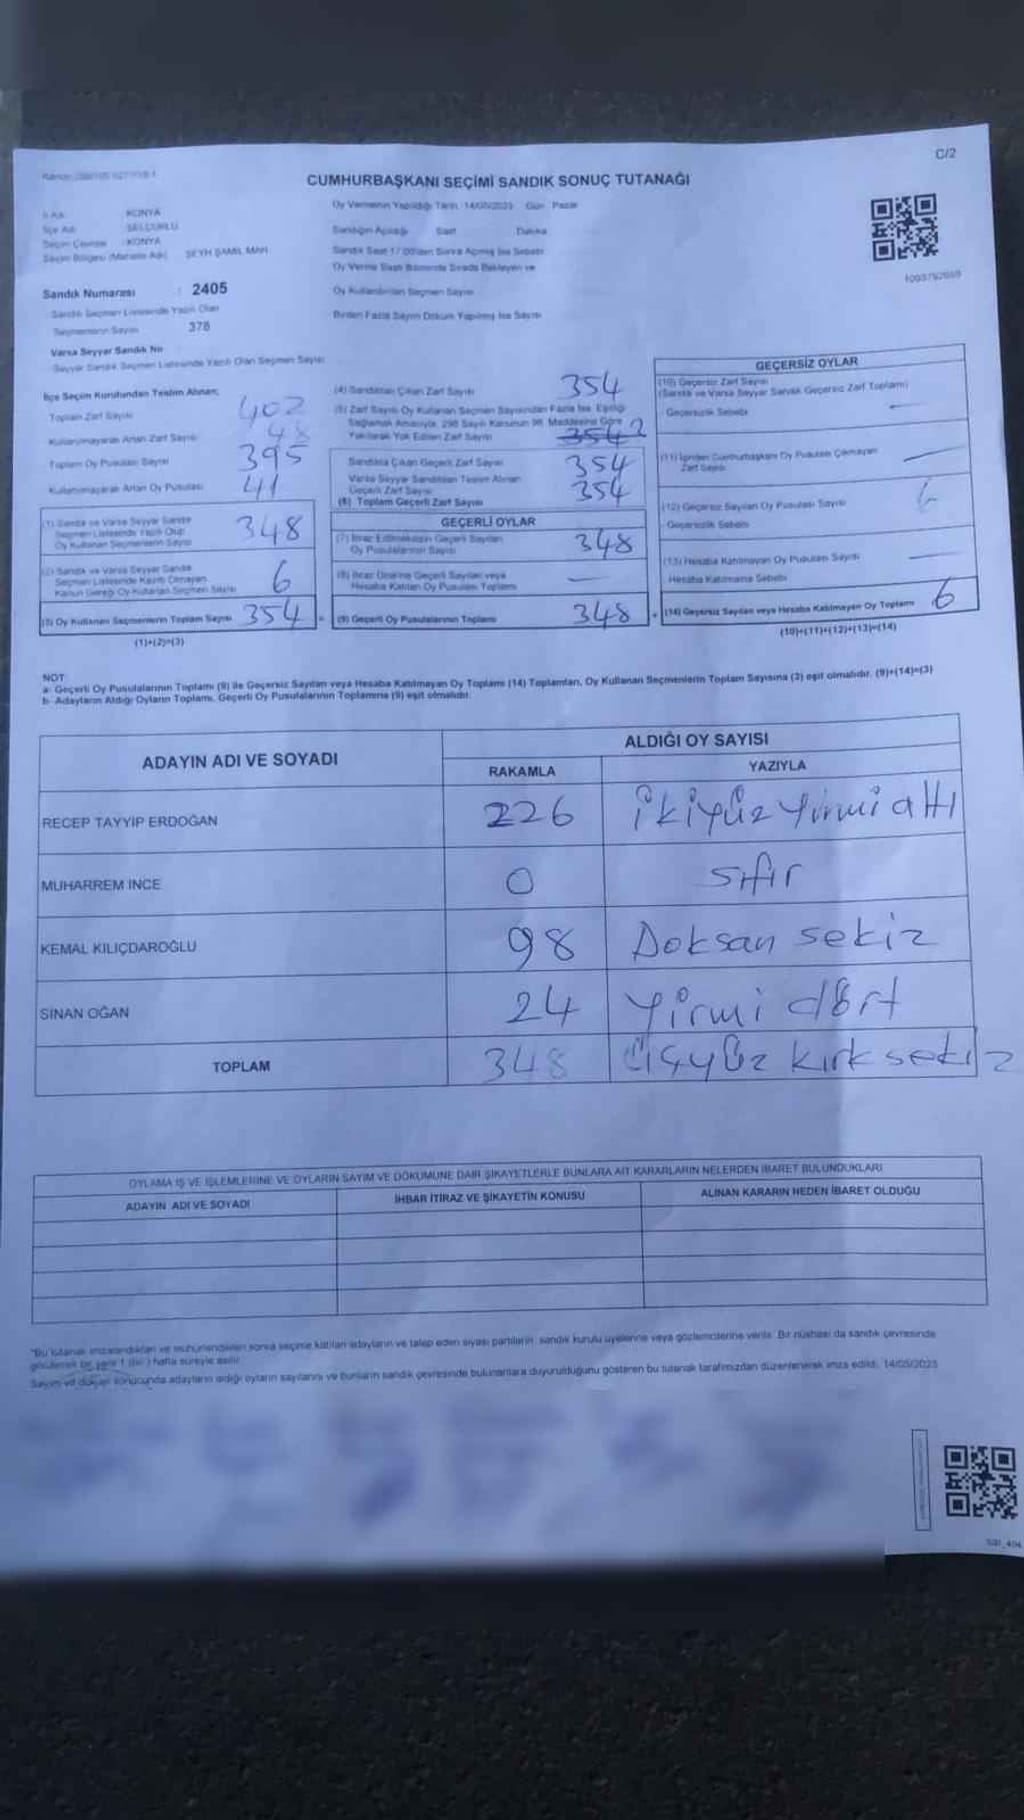 C/2
CUMHURBAŞKANI SEÇİMİ SANDIK SONUÇ TUTANAĞI
Oy Vermenin Yapıldığı Tarih 14/05/2023 Gün Pazar
İl Adı KONYA
İlçe Adı SELÇUKLU
Seçim Çevresi KONYA
Seçim Bölgesi (Mahalle Adı) ŞEYH ŞAMİL MAH
Sandığın Açıldığı Saat Dakika
Sandık Saat 17:00'den Sonra Açılmış İse Sebebi
Oy Verme Saati Bitiminde Sırada Bekleyen ve
Oy Kullandırılan Seçmen Sayısı
Birden Fazla Sayım Döküm Yapılmış İse Sayısı
Sandık Numarası : 2405
Sandık Seçmen Listesinde Yazılı Olan
Seçmenlerin Sayısı 378
Varsa Seyyar Sandık No
Seyyar Sandık Seçmen Listesinde Yazılı Olan Seçmen Sayısı
İlçe Seçim Kurulundan Teslim Alınan;
Toplam Zarf Sayısı 402
Kullanılmayarak Artan Zarf Sayısı 48
Toplam Oy Pusulası Sayısı 395
Kullanılmayarak Artan Oy Pusulası 41
(1) Sandık ve Varsa Seyyar Sandık
Seçmen Listesinde Yazılı Olup
Oy Kullanan Seçmenlerin Sayısı 348
(2) Sandık ve Varsa Seyyar Sandık
Seçmen Listesinde Kayıtlı Olmayan
Kanun Gereği Oy Kullanan Seçmen Sayısı 6
(3) Oy Kullanan Seçmenlerin Toplam Sayısı 354 =
(1)+(2)=(3)
(4) Sandıktan Çıkan Zarf Sayısı 354
(5) Zarf Sayısı Oy Kullanan Seçmen Sayısından Fazla İse, Eşitliği
Sağlamak Amacıyla, 298 Sayılı Kanunun 98. Maddesine Göre
Yakılarak Yok Edilen Zarf Sayısı 354
Sandıkta Çıkan Geçerli Zarf Sayısı 354
Varsa Seyyar Sandıktan Teslim Alınan
Geçerli Zarf Sayısı
(6) Toplam Geçerli Zarf Sayısı 354
GEÇERLİ OYLAR
(7) İtiraz Edilmeksizin Geçerli Sayılan
Oy Pusulalarının Sayısı 348
(8) İtiraz Üzerine Geçerli Sayılan veya
Hesaba Katılan Oy Pusulası Toplamı —
(9) Geçerli Oy Pusulalarının Toplamı 348 +
GEÇERSİZ OYLAR
(10) Geçersiz Zarf Sayısı
(Sandık ve Varsa Seyyar Sandık Geçersiz Zarf Toplamı)
Geçersizlik Sebebi —
(11) İçinden Cumhurbaşkanı Oy Pusulası Çıkmayan
Zarf Sayısı —
(12) Geçersiz Sayılan Oy Pusulası Sayısı 6
Geçersizlik Sebebi
(13) Hesaba Katılmayan Oy Pusulası Sayısı —
Hesaba Katılmama Sebebi
(14) Geçersiz Sayılan veya Hesaba Katılmayan Oy Toplamı 6
(10)+(11)+(12)+(13)=(14)
NOT:
a- Geçerli Oy Pusulalarının Toplamı (9) ile Geçersiz Sayılan veya Hesaba Katılmayan Oy Toplamı (14) Toplamları, Oy Kullanan Seçmenlerin Toplam Sayısına (3) eşit olmalıdır. (9)+(14)=(3)
b- Adayların Aldığı Oyların Toplamı, Geçerli Oy Pusulalarının Toplamına (9) eşit olmalıdır.
ADAYIN ADI VE SOYADI ALDIĞI OY SAYISI
RAKAMLA YAZIYLA
RECEP TAYYİP ERDOĞAN 226 ikiyüz yirmi altı
MUHARREM İNCE 0 sıfır
KEMAL KILIÇDAROĞLU 98 Doksan sekiz
SİNAN OĞAN 24 yirmi dört
TOPLAM 348 üçyüz kırk sekiz
OYLAMA İŞ VE İŞLEMLERİNE VE OYLARIN SAYIM VE DÖKÜMÜNE DAİR ŞİKAYETLERLE BUNLARA AİT KARARLARIN NELERDEN İBARET BULUNDUKLARI
ADAYIN ADI VE SOYADI İHBAR İTİRAZ VE ŞİKAYETİN KONUSU ALINAN KARARIN NEDEN İBARET OLDUĞU
"Bu tutanak imzalandıktan ve mühürlendikten sonra seçime katılan adayların ve talep eden siyasi partilerin sandık kurulu üyelerine veya gözlemcilerine verilir. Bir nüshası da sandık çevresinde
görülecek bir yere 1 (bir) hafta süreyle asılır.
Sayım ve döküm sonucunda adayların aldığı oyların sayılarını ve bunların sandık çevresinde bulunanlara duyurulduğunu gösteren bu tutanak tarafımızdan düzenlenerek imza edildi. 14/05/2023